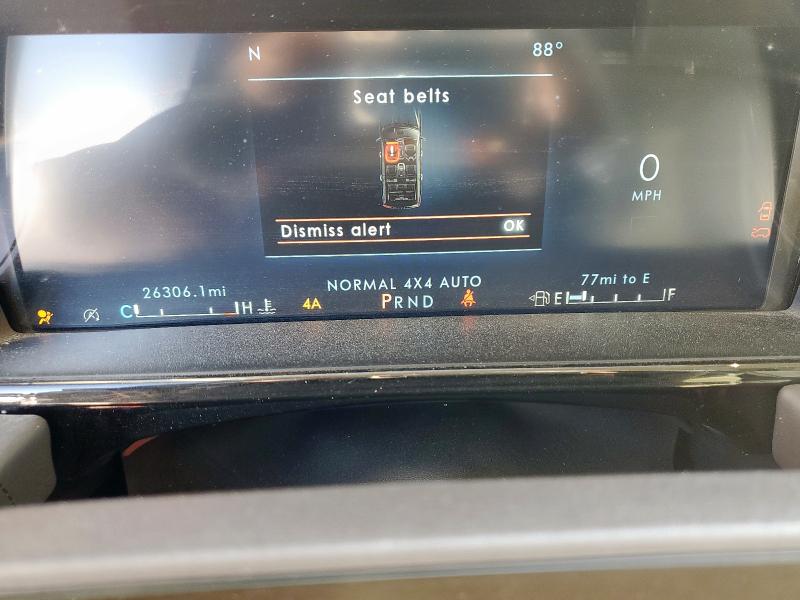 N 88°
Seat belts
0
MPH
Dismiss alert OK
NORMAL 4X4 AUTO
77mi to E
26306.1mi
C H 4A PRND E F